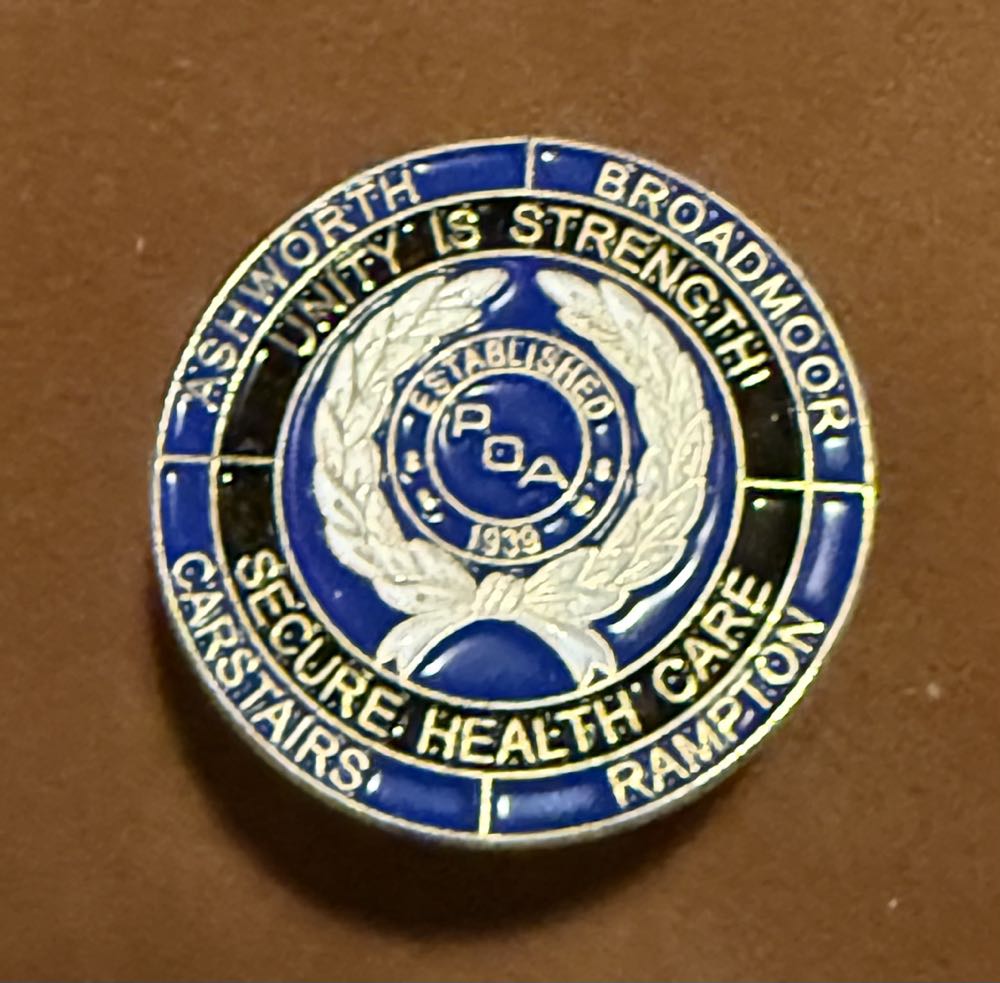 ASHWORTH
BROADMOOR
UNITY IS STRENGTH
ESTABLISHED
POA
1939
SECURE HEALTH CARE
CARSTAIRS
RAMPTON